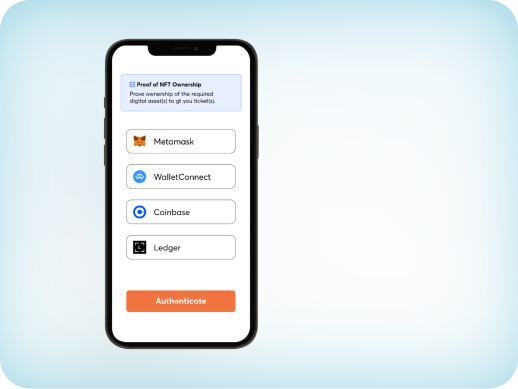 Proof of NFT Ownership
Prove ownership of the required
digital asset(s) to gt you ticket(s).
Metamask
WalletConnect
Coinbase
Ledger
Authenticate